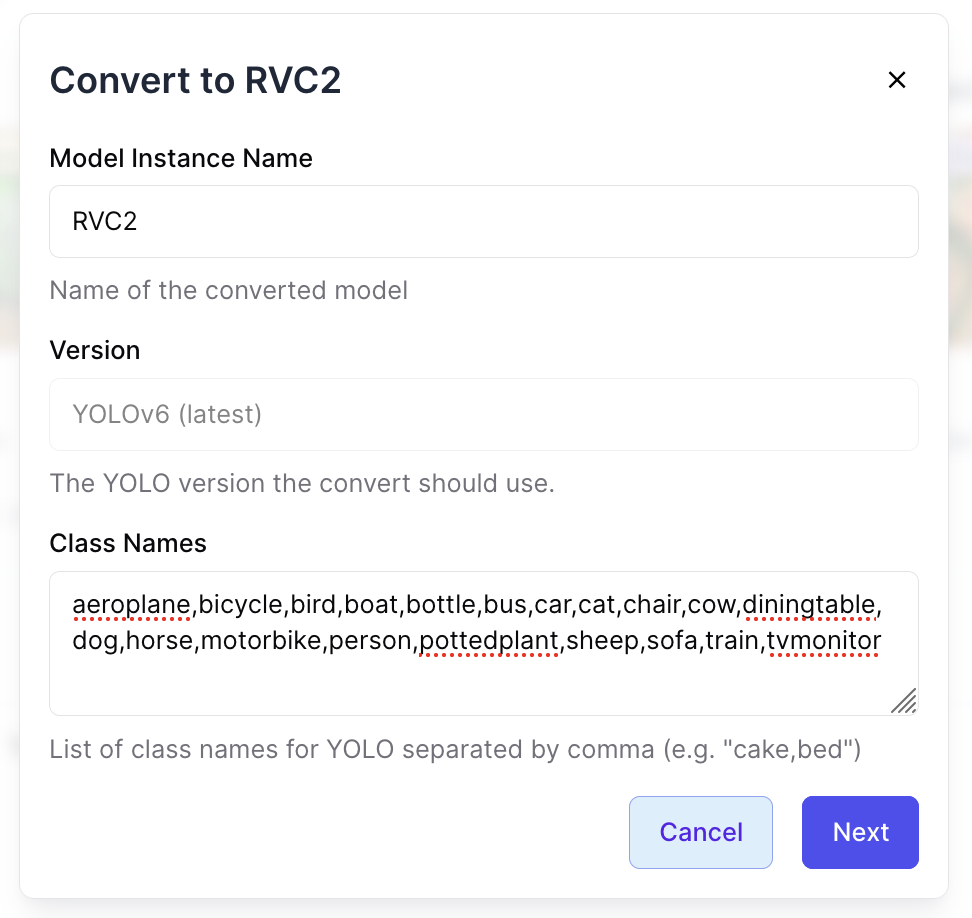 Convert to RVC2
Model Instance Name
RVC2
Name of the converted model
Version
YOLOv6 (latest)
The YOLO version the convert should use.
Class Names
aeroplane,bicycle,bird,boat,bottle,bus,car,cat,chair,cow,diningtable,
dog,horse,motorbike,person,pottedplant,sheep,sofa,train,tvmonitor
List of class names for YOLO separated by comma (e.g. "cake,bed")
Cancel
Next